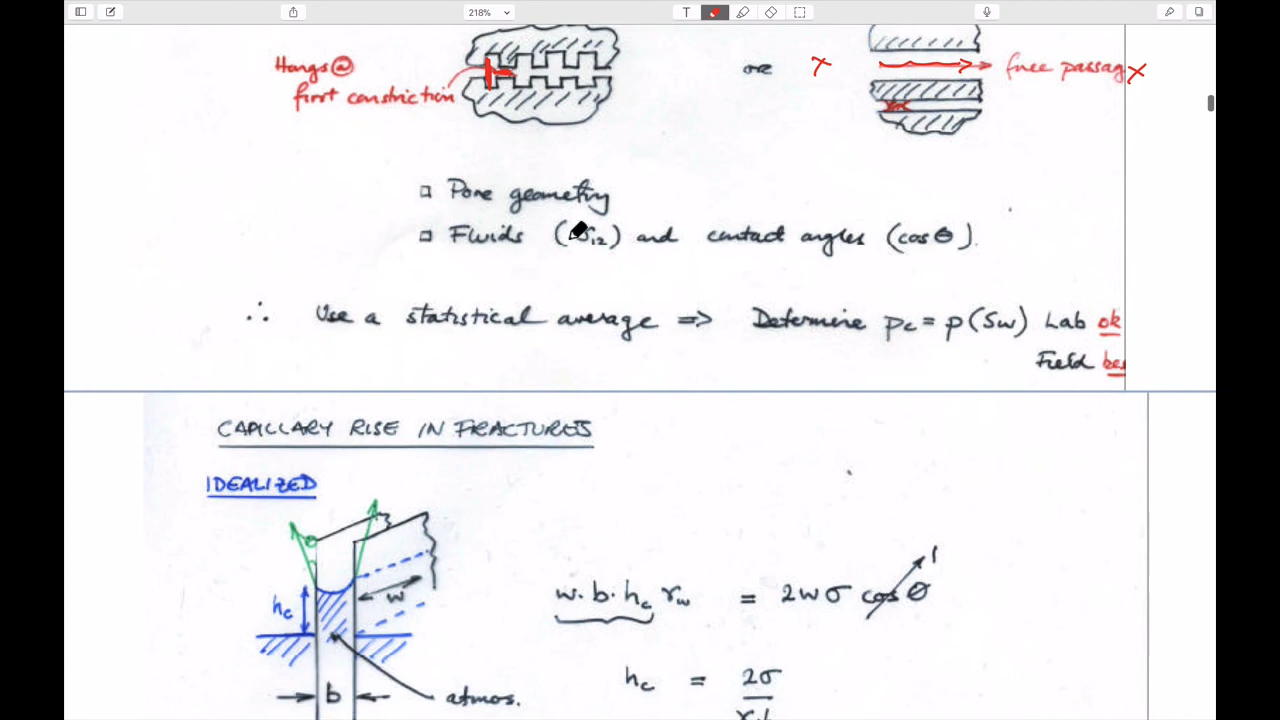 218%
T
Hangs @
first constriction
or
x
free passag x
Pore geometry
Fluids (σ12) and contact angles (cos θ).
∴ Use a statistical average ⇒ Determine pc = p(Sw) Lab ok
Field
CAPILLARY RISE IN FRACTURES
IDEALIZED
θ
hc
w
b
atmos.
w·b·hc γw = 2wσ cos θ 1
hc = 2σ